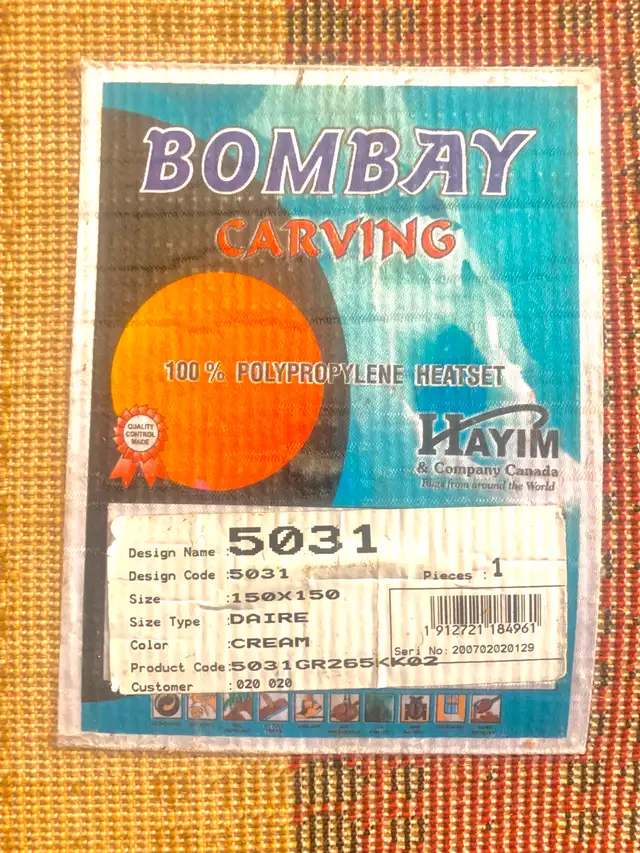 BOMBAY
CARVING
100 % POLYPROPYLENE HEATSET
QUALITY
CONTROL
MADE
HAYIM
& Company Canada
Rugs from around the World
Design Name :5031
Design Code :5031
Pieces :1
Size :150X150
Size Type :DAIRE
Color :CREAM
1 912721 184961
Seri No: 200702020129
Product Code:5031GR265KK02
Customer :020 020